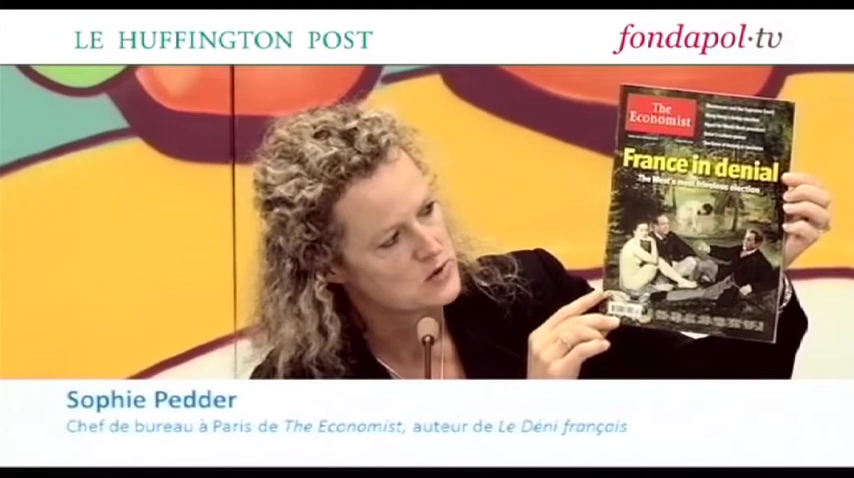 LE HUFFINGTON POST
fondapol·tv
The
Economist
France in denial
The West's most frivolous election
Sophie Pedder
Chef de bureau à Paris de The Economist, auteur de Le Déni français